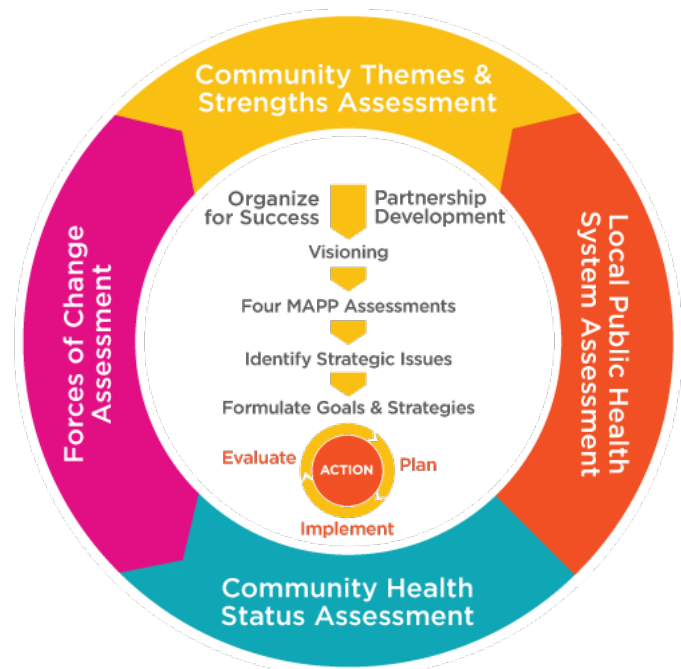 Community Themes &
Strengths Assessment
Organize
for Success
Partnership
Development
Visioning
Four MAPP Assessments
Identify Strategic Issues
Formulate Goals & Strategies
Evaluate
ACTION
Plan
Implement
Forces of Change
Assessment
Local Public Health
System Assessment
Community Health
Status Assessment